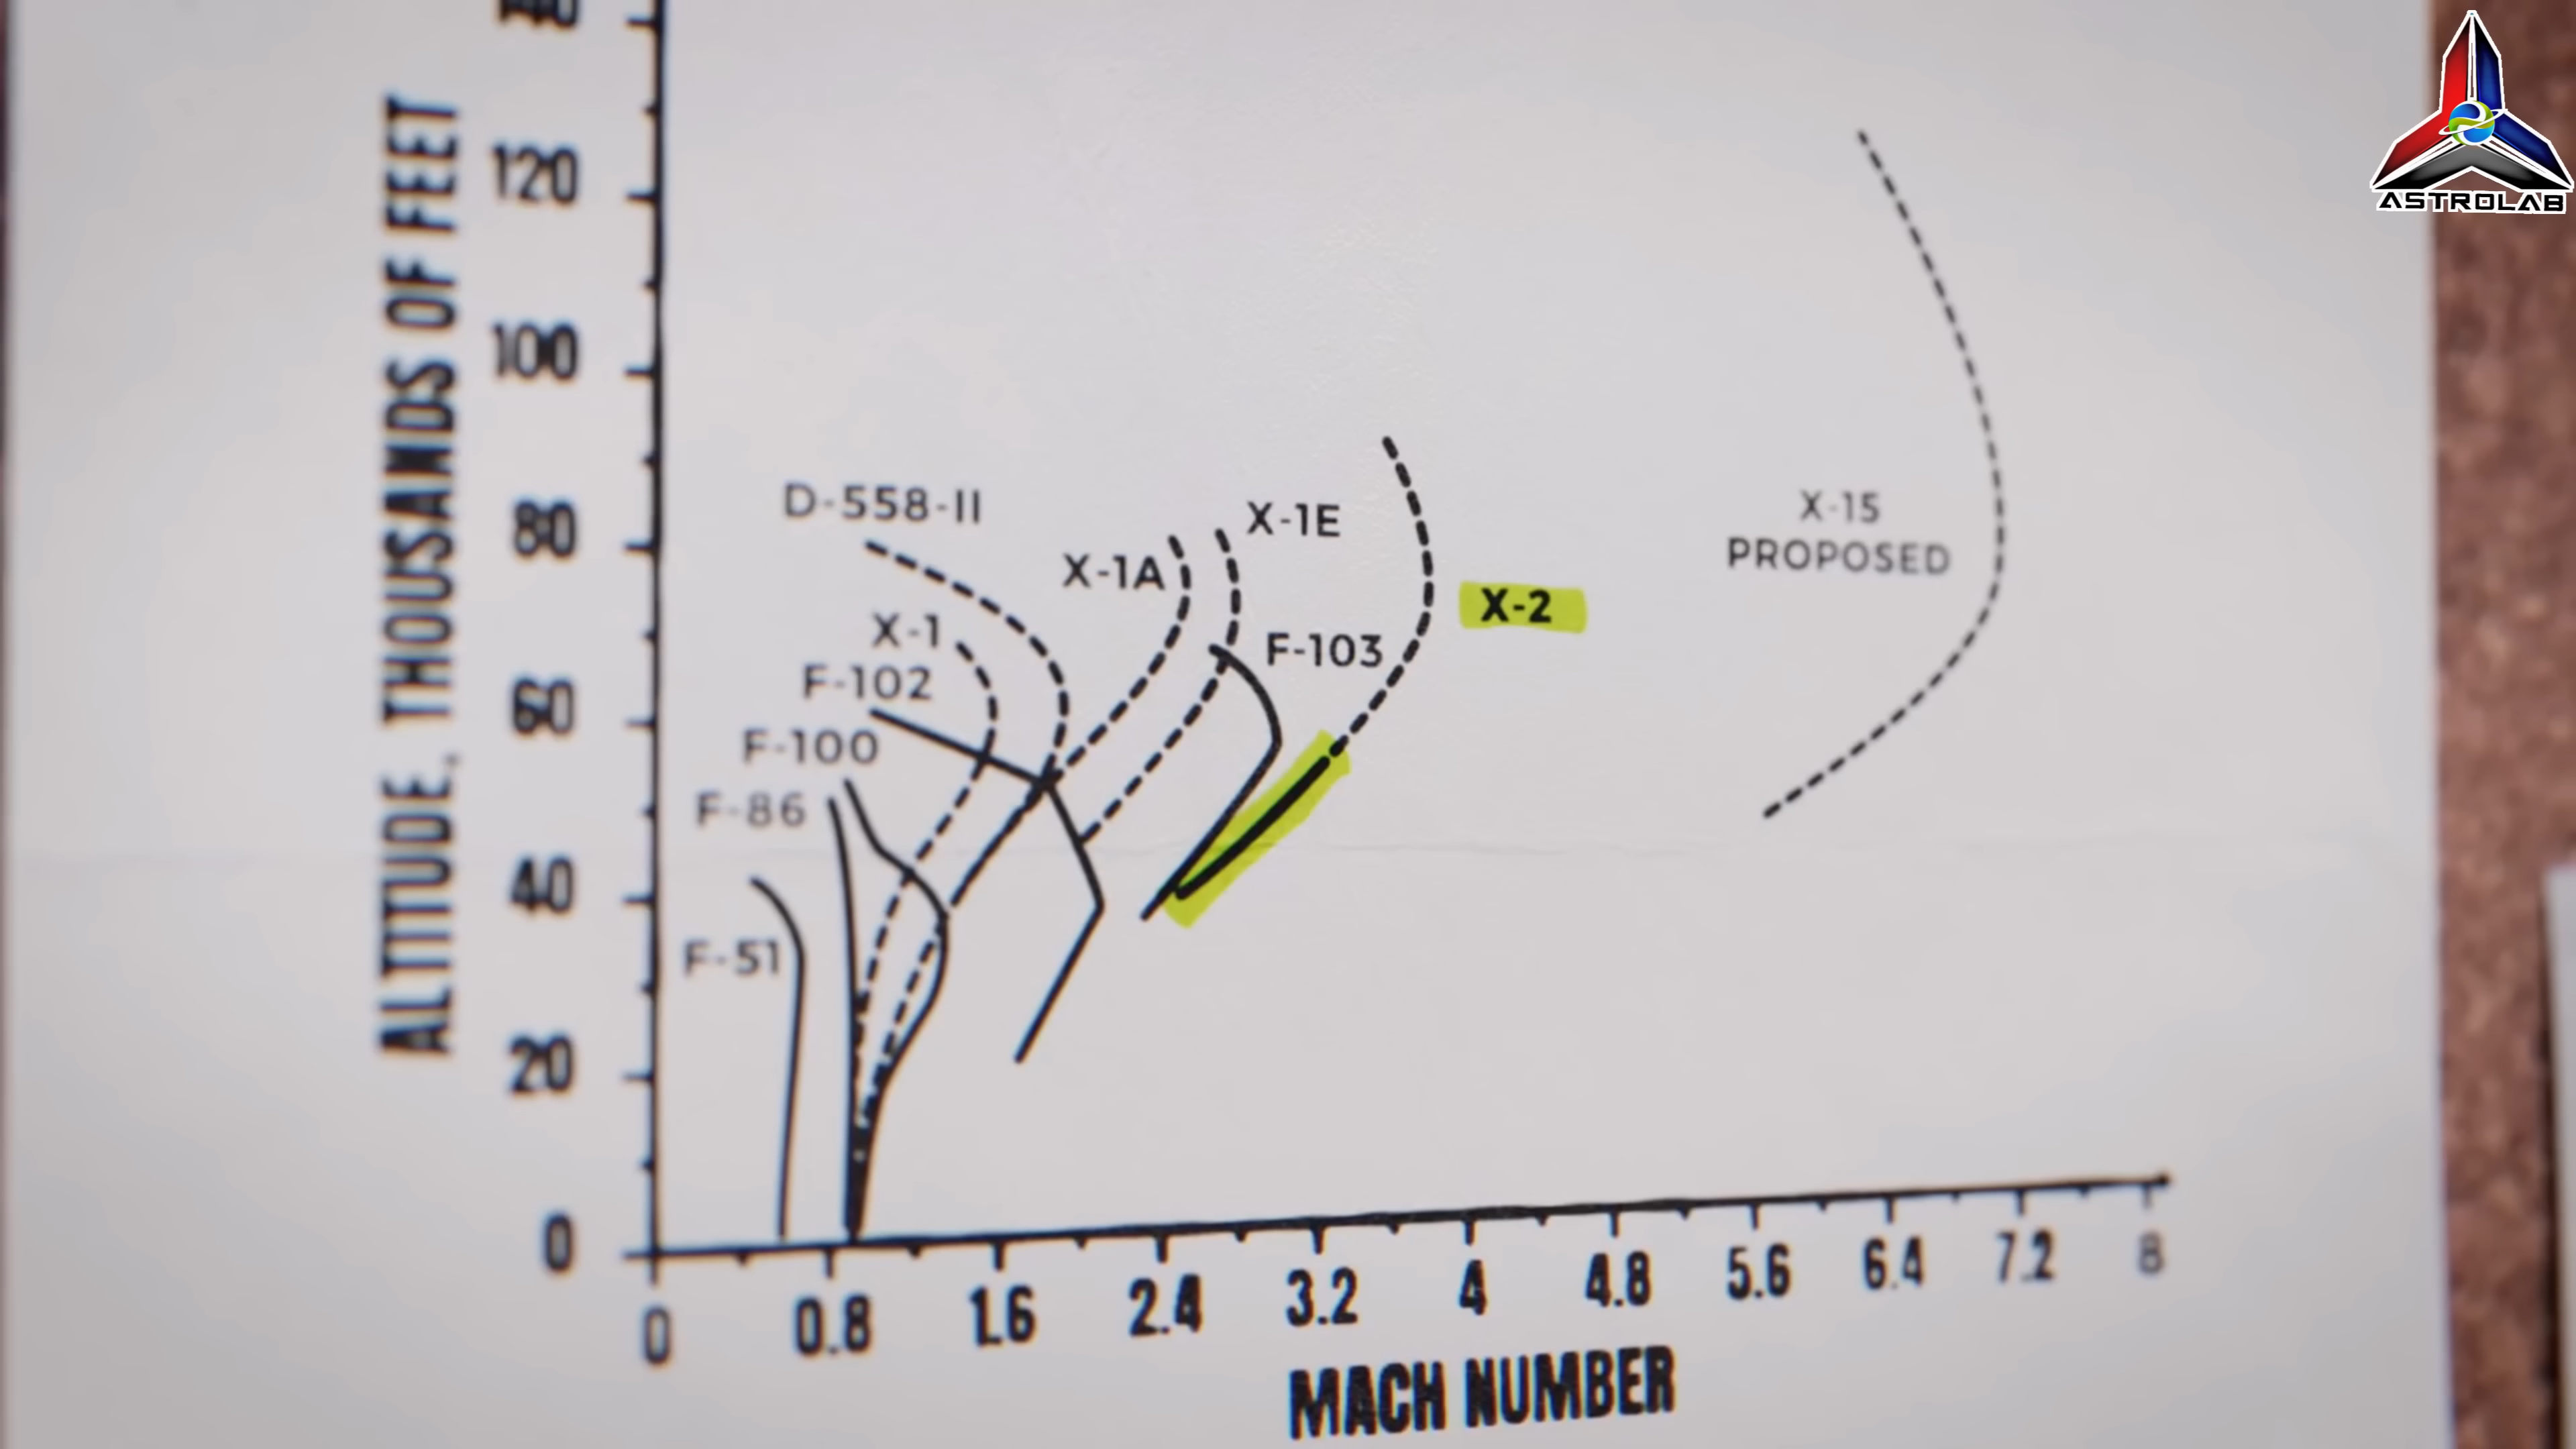 ASTROLAB
ALTITUDE, THOUSANDS OF FEET
120
100
80
60
40
20
0
D-558-II
X-1E
X-1A
X-15
PROPOSED
X-2
X-1
F-103
F-102
F-100
F-86
F-51
0
0.8
1.6
2.4
3.2
4
4.8
5.6
6.4
7.2
8
MACH NUMBER